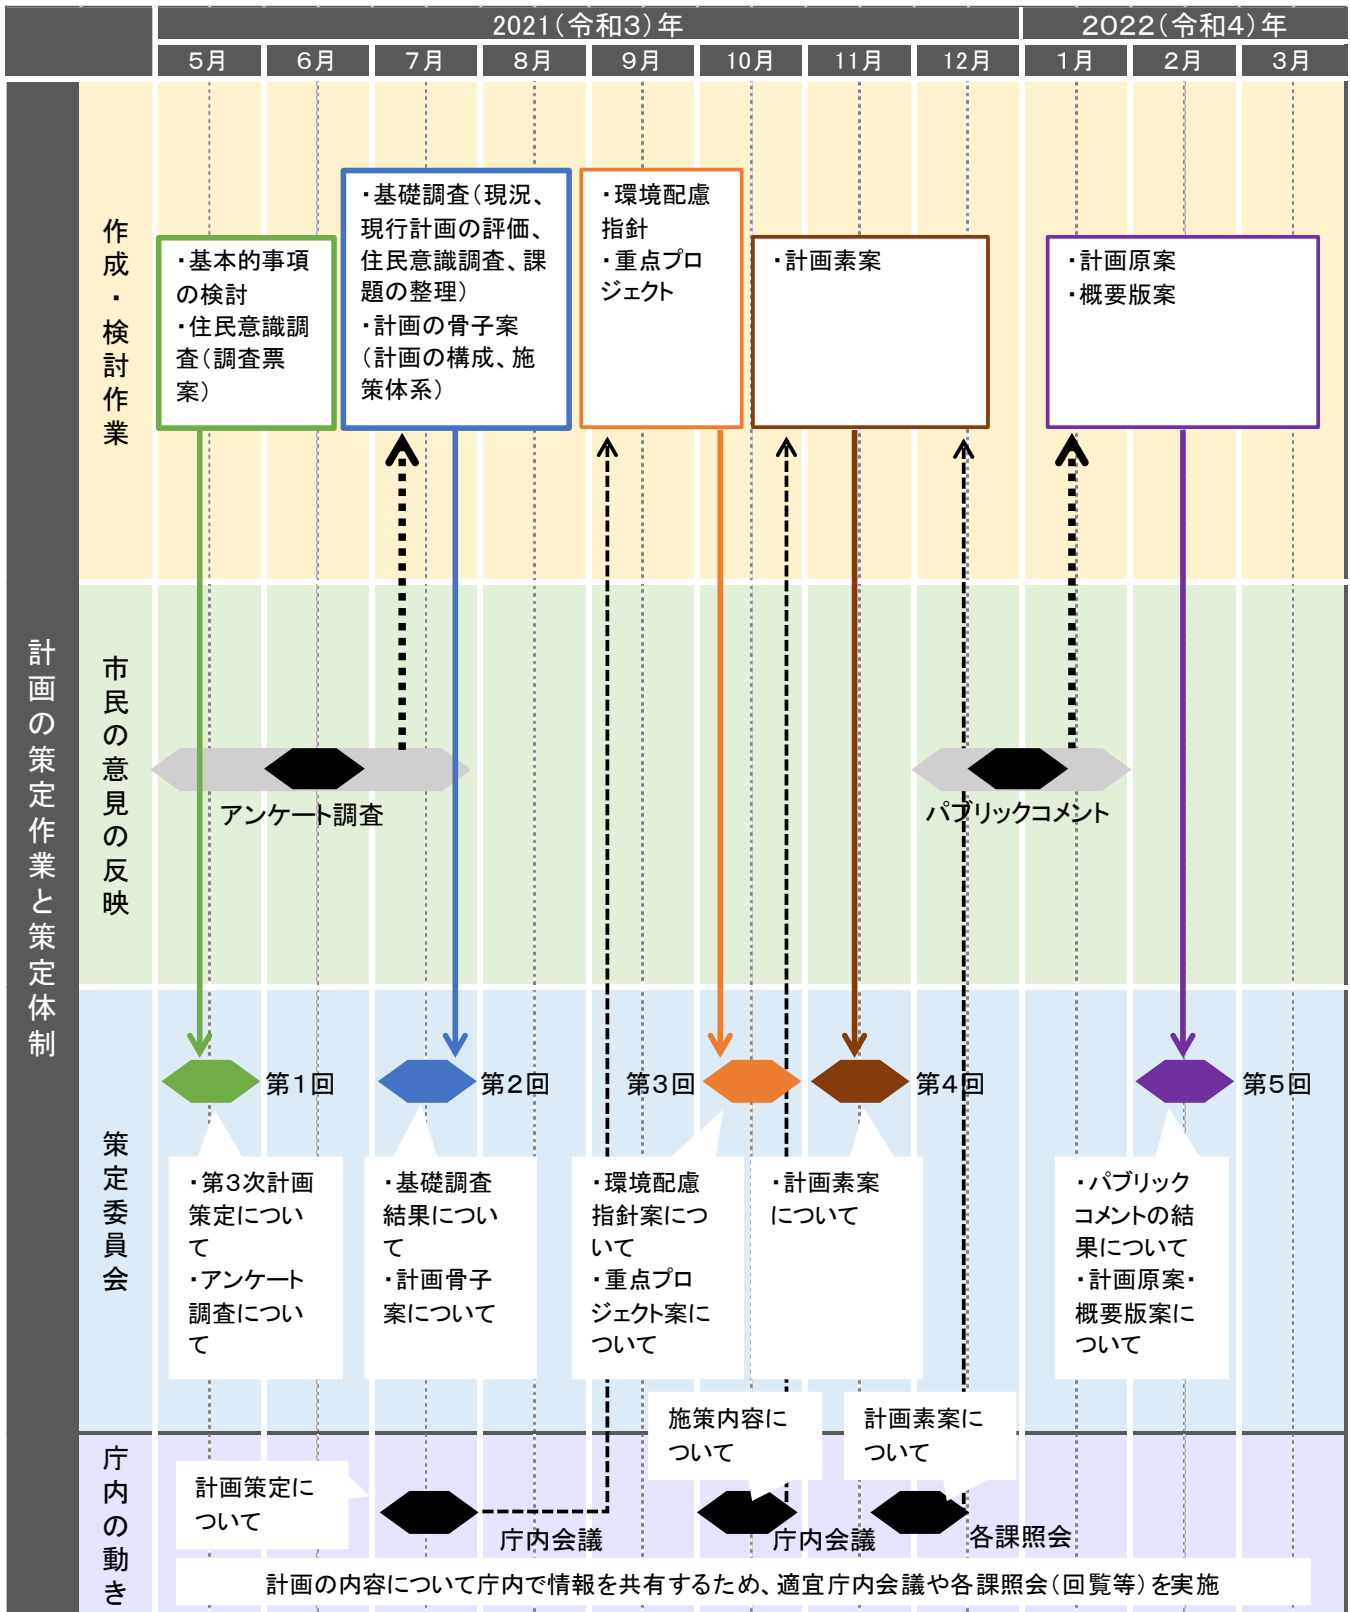 2021（令和3）年
2022（令和4）年
5月
6月
7月
8月
9月
10月
11月
12月
1月
2月
3月
計画の策定作業と策定体制
作成・検討作業
・基本的事項
の検討
・住民意識調
査（調査票
案）
・基礎調査（現況、
現行計画の評価、
住民意識調査、課
題の整理）
・計画の骨子案
（計画の構成、施
策体系）
・環境配慮
指針
・重点プロ
ジェクト
・計画素案
・計画原案
・概要版案
市民の意見の反映
アンケート調査
パブリックコメント
策定委員会
第1回
第2回
第3回
第4回
第5回
・第3次計画
策定につい
て
・アンケート
調査につい
て
・基礎調査
結果につい
て
・計画骨子
案について
・環境配慮
指針案につ
いて
・重点プロ
ジェクト案に
ついて
・計画素案
について
・パブリック
コメントの結
果について
・計画原案・
概要版案に
ついて
庁内の動き
計画策定に
ついて
施策内容に
ついて
計画素案に
ついて
庁内会議
庁内会議
各課照会
計画の内容について庁内で情報を共有するため、適宜庁内会議や各課照会（回覧等）を実施